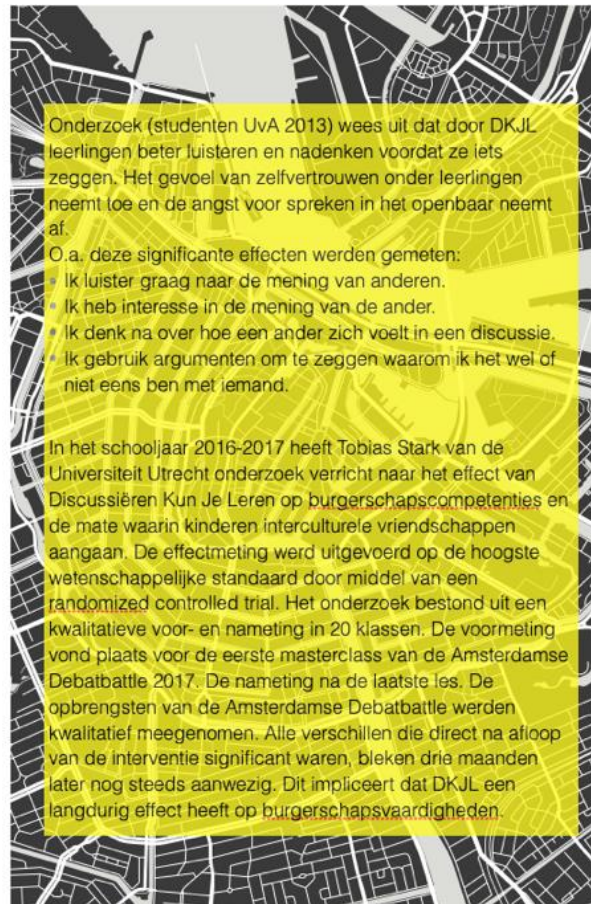 Onderzoek (studenten UvA 2013) wees uit dat door DKJL
leerlingen beter luisteren en nadenken voordat ze iets
zeggen. Het gevoel van zelfvertrouwen onder leerlingen
neemt toe en de angst voor spreken in het openbaar neemt
af.
O.a. deze significante effecten werden gemeten:
• Ik luister graag naar de mening van anderen.
• Ik heb interesse in de mening van de ander.
• Ik denk na over hoe een ander zich voelt in een discussie.
• Ik gebruik argumenten om te zeggen waarom ik het wel of
niet eens ben met iemand.
In het schooljaar 2016-2017 heeft Tobias Stark van de
Universiteit Utrecht onderzoek verricht naar het effect van
Discussiëren Kun Je Leren op burgerschapscompetenties en
de mate waarin kinderen interculturele vriendschappen
aangaan. De effectmeting werd uitgevoerd op de hoogste
wetenschappelijke standaard door middel van een
randomized controlled trial. Het onderzoek bestond uit een
kwalitatieve voor- en nameting in 20 klassen. De voormeting
vond plaats voor de eerste masterclass van de Amsterdamse
Debatbattle 2017. De nameting na de laatste les. De
opbrengsten van de Amsterdamse Debatbattle werden
kwalitatief meegenomen. Alle verschillen die direct na afloop
van de interventie significant waren, bleken drie maanden
later nog steeds aanwezig. Dit impliceert dat DKJL een
langdurig effect heeft op burgerschapsvaardigheden.